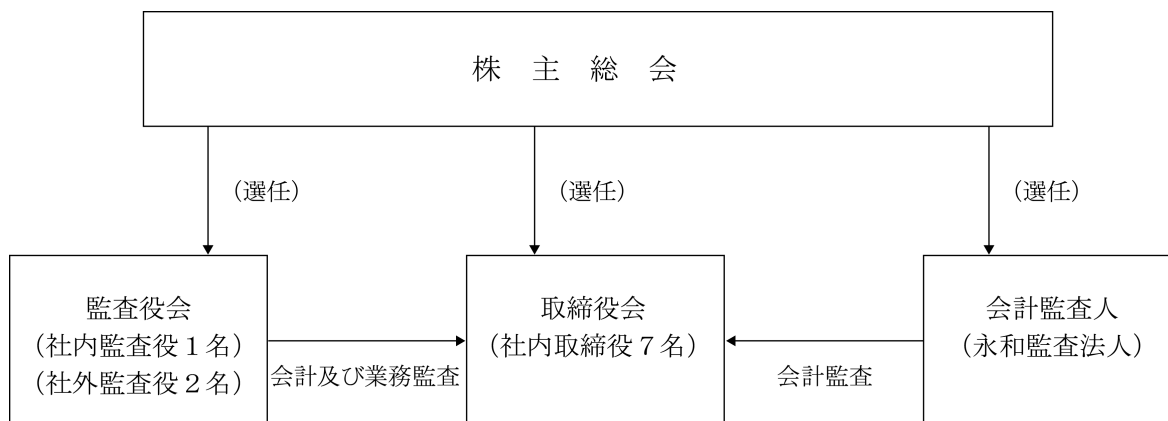 株　主　総　会
（選任）
（選任）
（選任）
監査役会
（社内監査役１名）
（社外監査役２名）
会計及び業務監査
取締役会
（社内取締役７名）
会計監査
会計監査人
（永和監査法人）